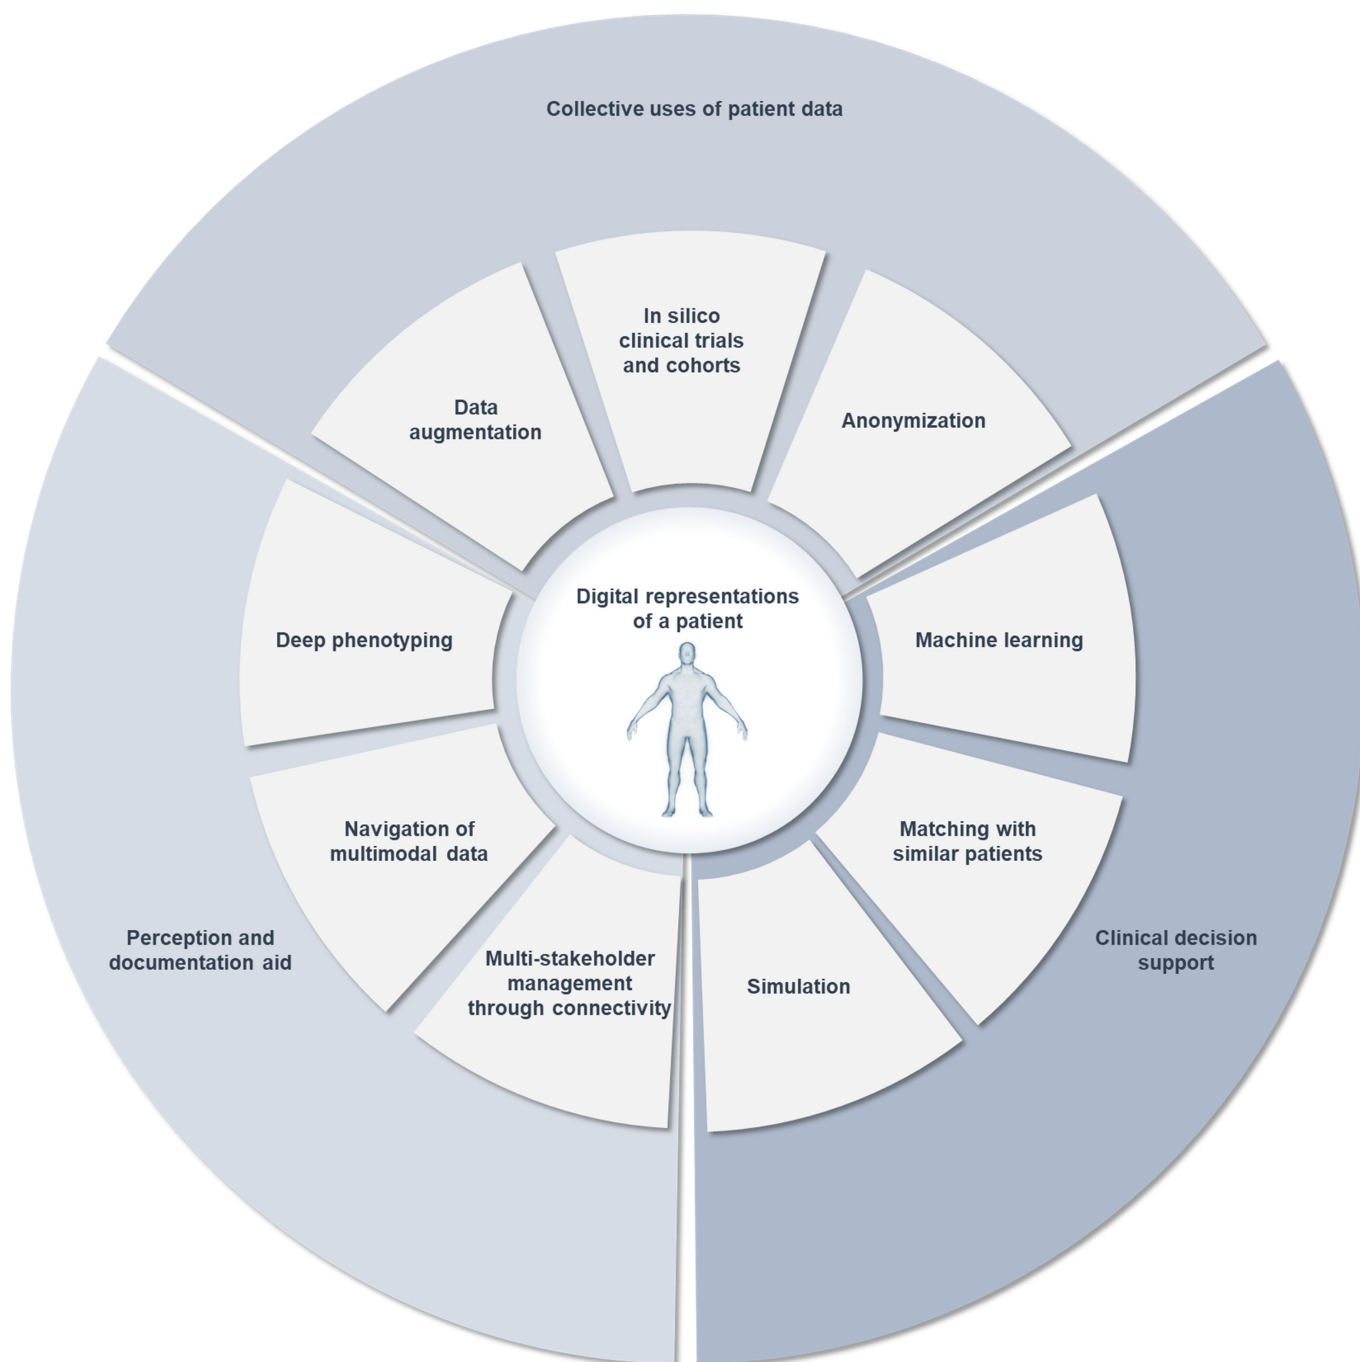 Collective uses of patient data
In silico
clinical trials
and cohorts
Data
augmentation
Anonymization
Digital representations
of a patient
Deep phenotyping
Machine learning
Navigation of
multimodal data
Matching with
similar patients
Perception and
documentation aid
Clinical decision
support
Multi-stakeholder
management
through connectivity
Simulation